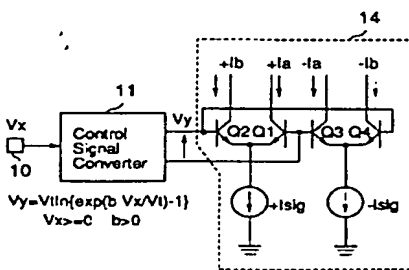 14
+Ib
+Ia
-Ia
-Ib
11
Vx
Vy
Control
Signal
Converter
Q2
Q1
Q3
Q4
10
+Isig
-Isig
Vy=Vtln{exp(b Vx/Vt)-1}
Vx>=0 b>0